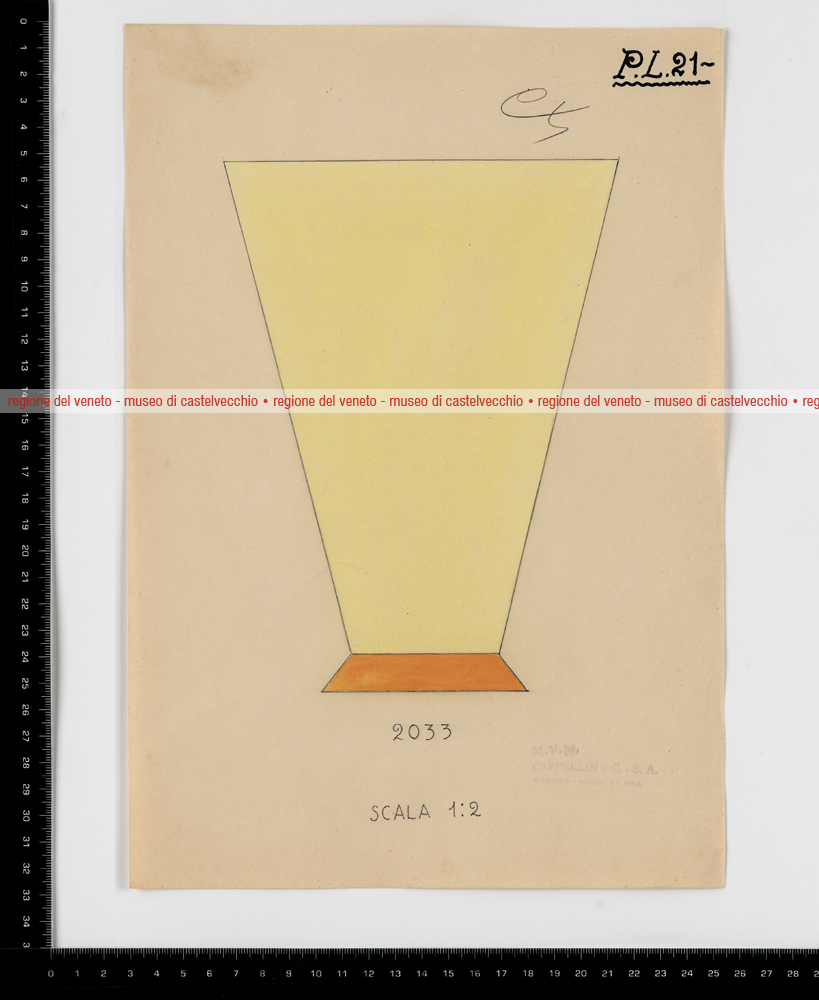 P.L.21-
regione del veneto - museo di castelvecchio • regione del veneto - museo di castelvecchio • regione del veneto - museo di castelvecchio • reg
2033
M.V.M.
CAPPELLIN e C. - S. A.
SCALA 1:2
0 1 2 3 4 5 6 7 8 9 10 11 12 13 14 15 16 17 18 19 20 21 22 23 24 25 26 27 28 29 30 31 32 33 34 3
0 1 2 3 4 5 6 7 8 9 10 11 12 13 14 15 16 17 18 19 20 21 22 23 24 25 26 27 28 2